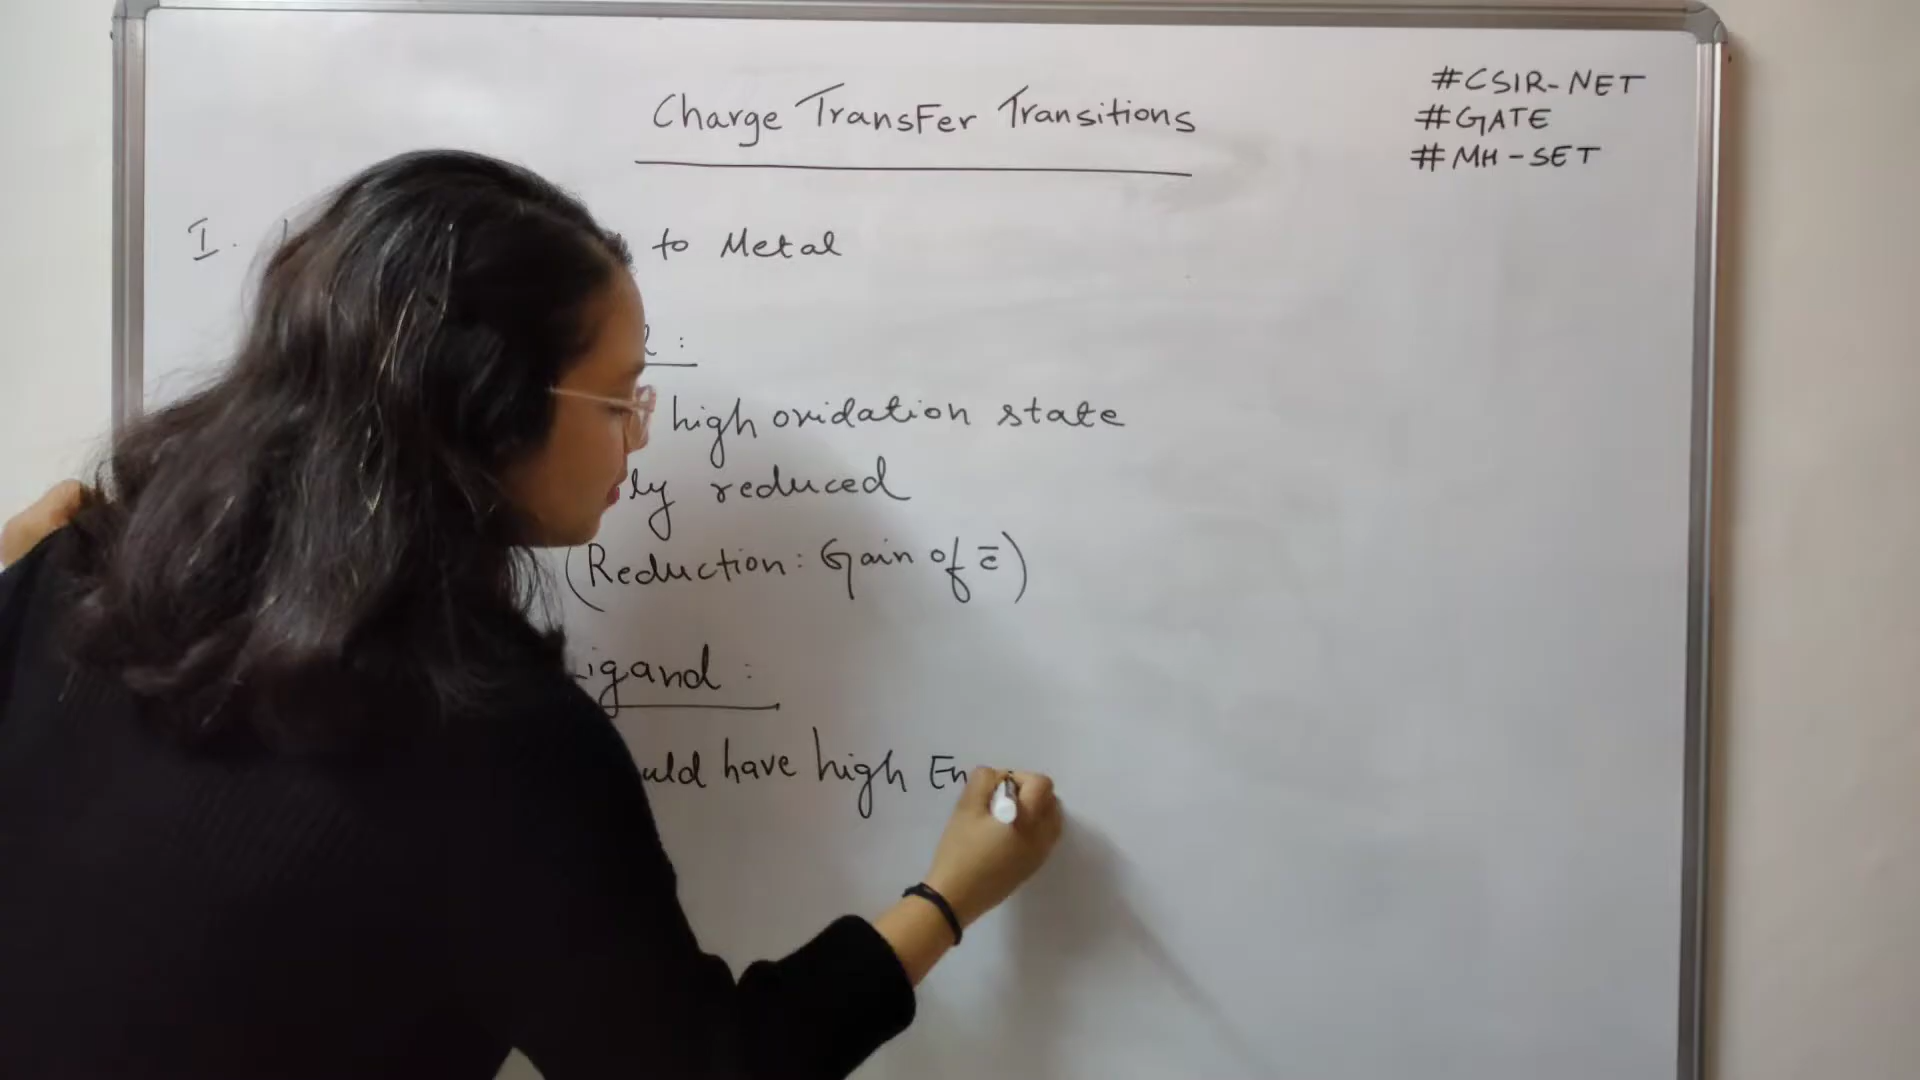 Charge Transfer Transitions
#CSIR-NET
#GATE
#MH-SET
I. to Metal
:
high oxidation state
ly reduced
(Reduction: Gain of e̅)
igand :
uld have high En